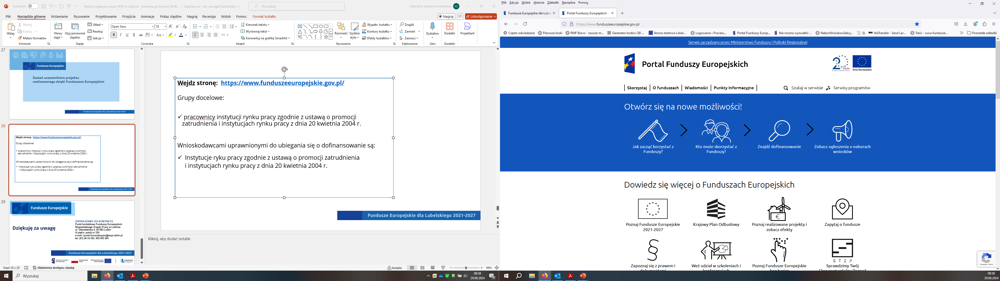 Autozapis
Nabory ogłaszane przez WUP w Lublinie - prezentacja Zamość 28.06.... • Zapisano w: \\dc_storage\UsersFolder
Wyszukaj
Katarzyna Szymańska-Dawidek
KS
Plik Narzędzia główne Wstawianie Rysowanie Projektowanie Przejścia Animacje Pokaz slajdów Nagraj Recenzja Widok Pomoc Format kształtu
Nagraj
Udostępnianie
Wklej
Wytnij
Kopiuj
Malarz formatów
Schowek
Nowy slajd
Użyj ponownie slajdów
Układ
Resetuj
Sekcja
Slajdy
Open Sans 18
Czcionka
Kierunek tekstu
Wyrównaj tekst
Konwertuj na grafikę SmartArt
Akapit
Rozmieść
Szybkie style
Wypełn. kształtu
Kontury kształtu
Efekty kształtów
Rysowanie
Znajdź
Zamień
Zaznacz
Edytowanie
Dyktafon
Głos
Dodatki
Dodatki
Projektant
27
Fundusze Europejskie
Zostań uczestnikiem projektu
realizowanego dzięki Funduszom Europejskim
Fundusze Europejskie dla Lubelskiego 2021-2027
28
Wejdz stronę: https://www.funduszeeuropejskie.gov.pl/
Grupy docelowe:
✓ pracownicy instytucji rynku pracy zgodnie z ustawą o promocji
zatrudnienia i instytucjach rynku pracy z dnia 20 kwietnia 2004 r.
Wnioskodawcami uprawnionymi do ubiegania się o dofinansowanie są:
✓ Instytucje ryku pracy zgodnie z ustawą o promocji zatrudnienia
i instytucjach rynku pracy z dnia 20 kwietnia 2004 r.
Fundusze Europejskie dla Lubelskiego 2021-2027
29
Fundusze Europejskie
Dziękuję za uwagę
ZAPRASZAMY DO KONTAKTU
Punkt kontaktowy Funduszy Europejskich
Wojewódzkiego Urzędu Pracy w Lublinie
ul. Obywatelska 4, 20-092 Lublin
III piętro, pokój nr 330
e-mail: punkt.konsultacyjny@wup.lublin.pl
tel. (81) 46 35 363, 605 903 491
Fundusze Europejskie dla Lubelskiego 2021-2027
Wejdz stronę: https://www.funduszeeuropejskie.gov.pl/
Grupy docelowe:
✓ pracownicy instytucji rynku pracy zgodnie z ustawą o promocji
zatrudnienia i instytucjach rynku pracy z dnia 20 kwietnia 2004 r.
Wnioskodawcami uprawnionymi do ubiegania się o dofinansowanie są:
✓ Instytucje ryku pracy zgodnie z ustawą o promocji zatrudnienia
i instytucjach rynku pracy z dnia 20 kwietnia 2004 r.
Fundusze Europejskie dla Lubelskiego 2021-2027
Kliknij, aby dodać notatki
Slajd 28 z 29
Ułatwienia dostępu: zbadaj
Notatki
96%
Wyszukaj
08:38
29.08.2024
19
Plik Edycja Widok Historia Zakładki Narzędzia Pomoc
Fundusze Europejskie dla Lubel
Portal Funduszy Europejskich -
https://www.funduszeeuropejskie.gov.pl
Często odwiedzane Pierwsze kroki RMF Bravo - zawsze m... Generator kodów QR ... Strona startowa Lokal... Logowanie • Process... Portal Funduszy Europ... Nie można wyświetlić ... NaborWnioskowSekcj... SL WeTransfer - Send Lar... Treść - www.fundusze... Pozostałe zakładki
Serwis zarządzany przez Ministerstwo Funduszy i Polityki Regionalnej
Portal Funduszy Europejskich
Unia Europejska
Skorzystaj O funduszach Wiadomości Punkty Informacyjne Szukaj w serwisie Serwisy programów
Otwórz się na nowe możliwości!
Jak zacząć korzystać z
Funduszy?
Kto może skorzystać z
Funduszy?
Znajdź dofinansowanie
Zobacz ogłoszenia o naborach
wniosków
Dowiedz się więcej o Funduszach Europejskich
Poznaj Fundusze Europejskie
2021-2027
Krajowy Plan Odbudowy
Poznaj realizowane projekty i
zobacz efekty
Zapytaj o fundusze
Zapoznaj się z prawem i
dokumentami
Weź udział w szkoleniach i
konferencjach
Poznaj Fundusze Europejskie
bez barier
STEP
Sprawdzimy Twój
Eksperymentalny Pomysł
08:38
29.08.2024